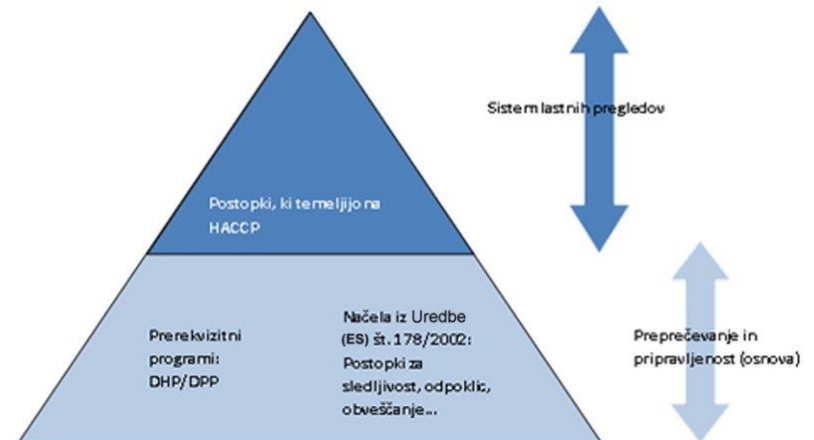 Sistem lastnih pregledov
Postopki, ki temeljijo na
HACCP
Prerekvizitni
programi:
DHP/DPP
Načela iz Uredbe
(ES) št. 178/2002:
Postopki za
sledljivost, odpoklic,
obveščanje...
Preprečevanje in
pripravljenost (osnova)